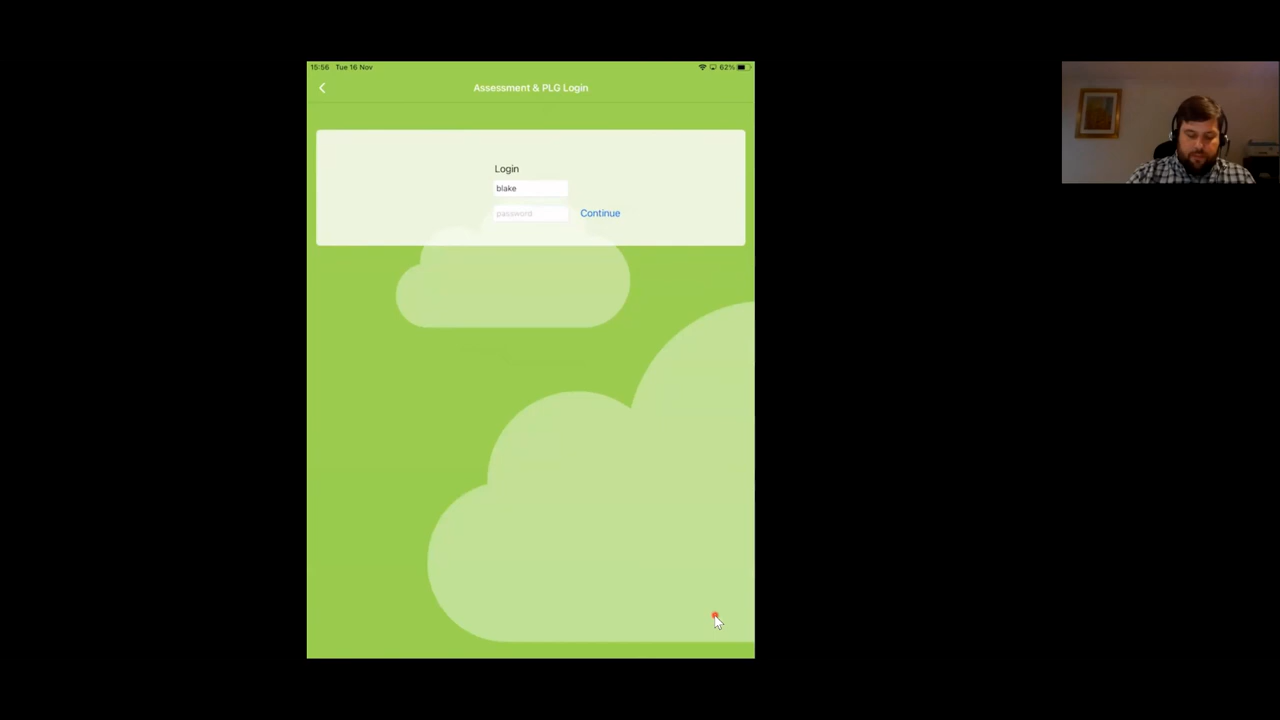 15:56 Tue 16 Nov
62%
Assessment & PLG Login
Login
blake
password
Continue